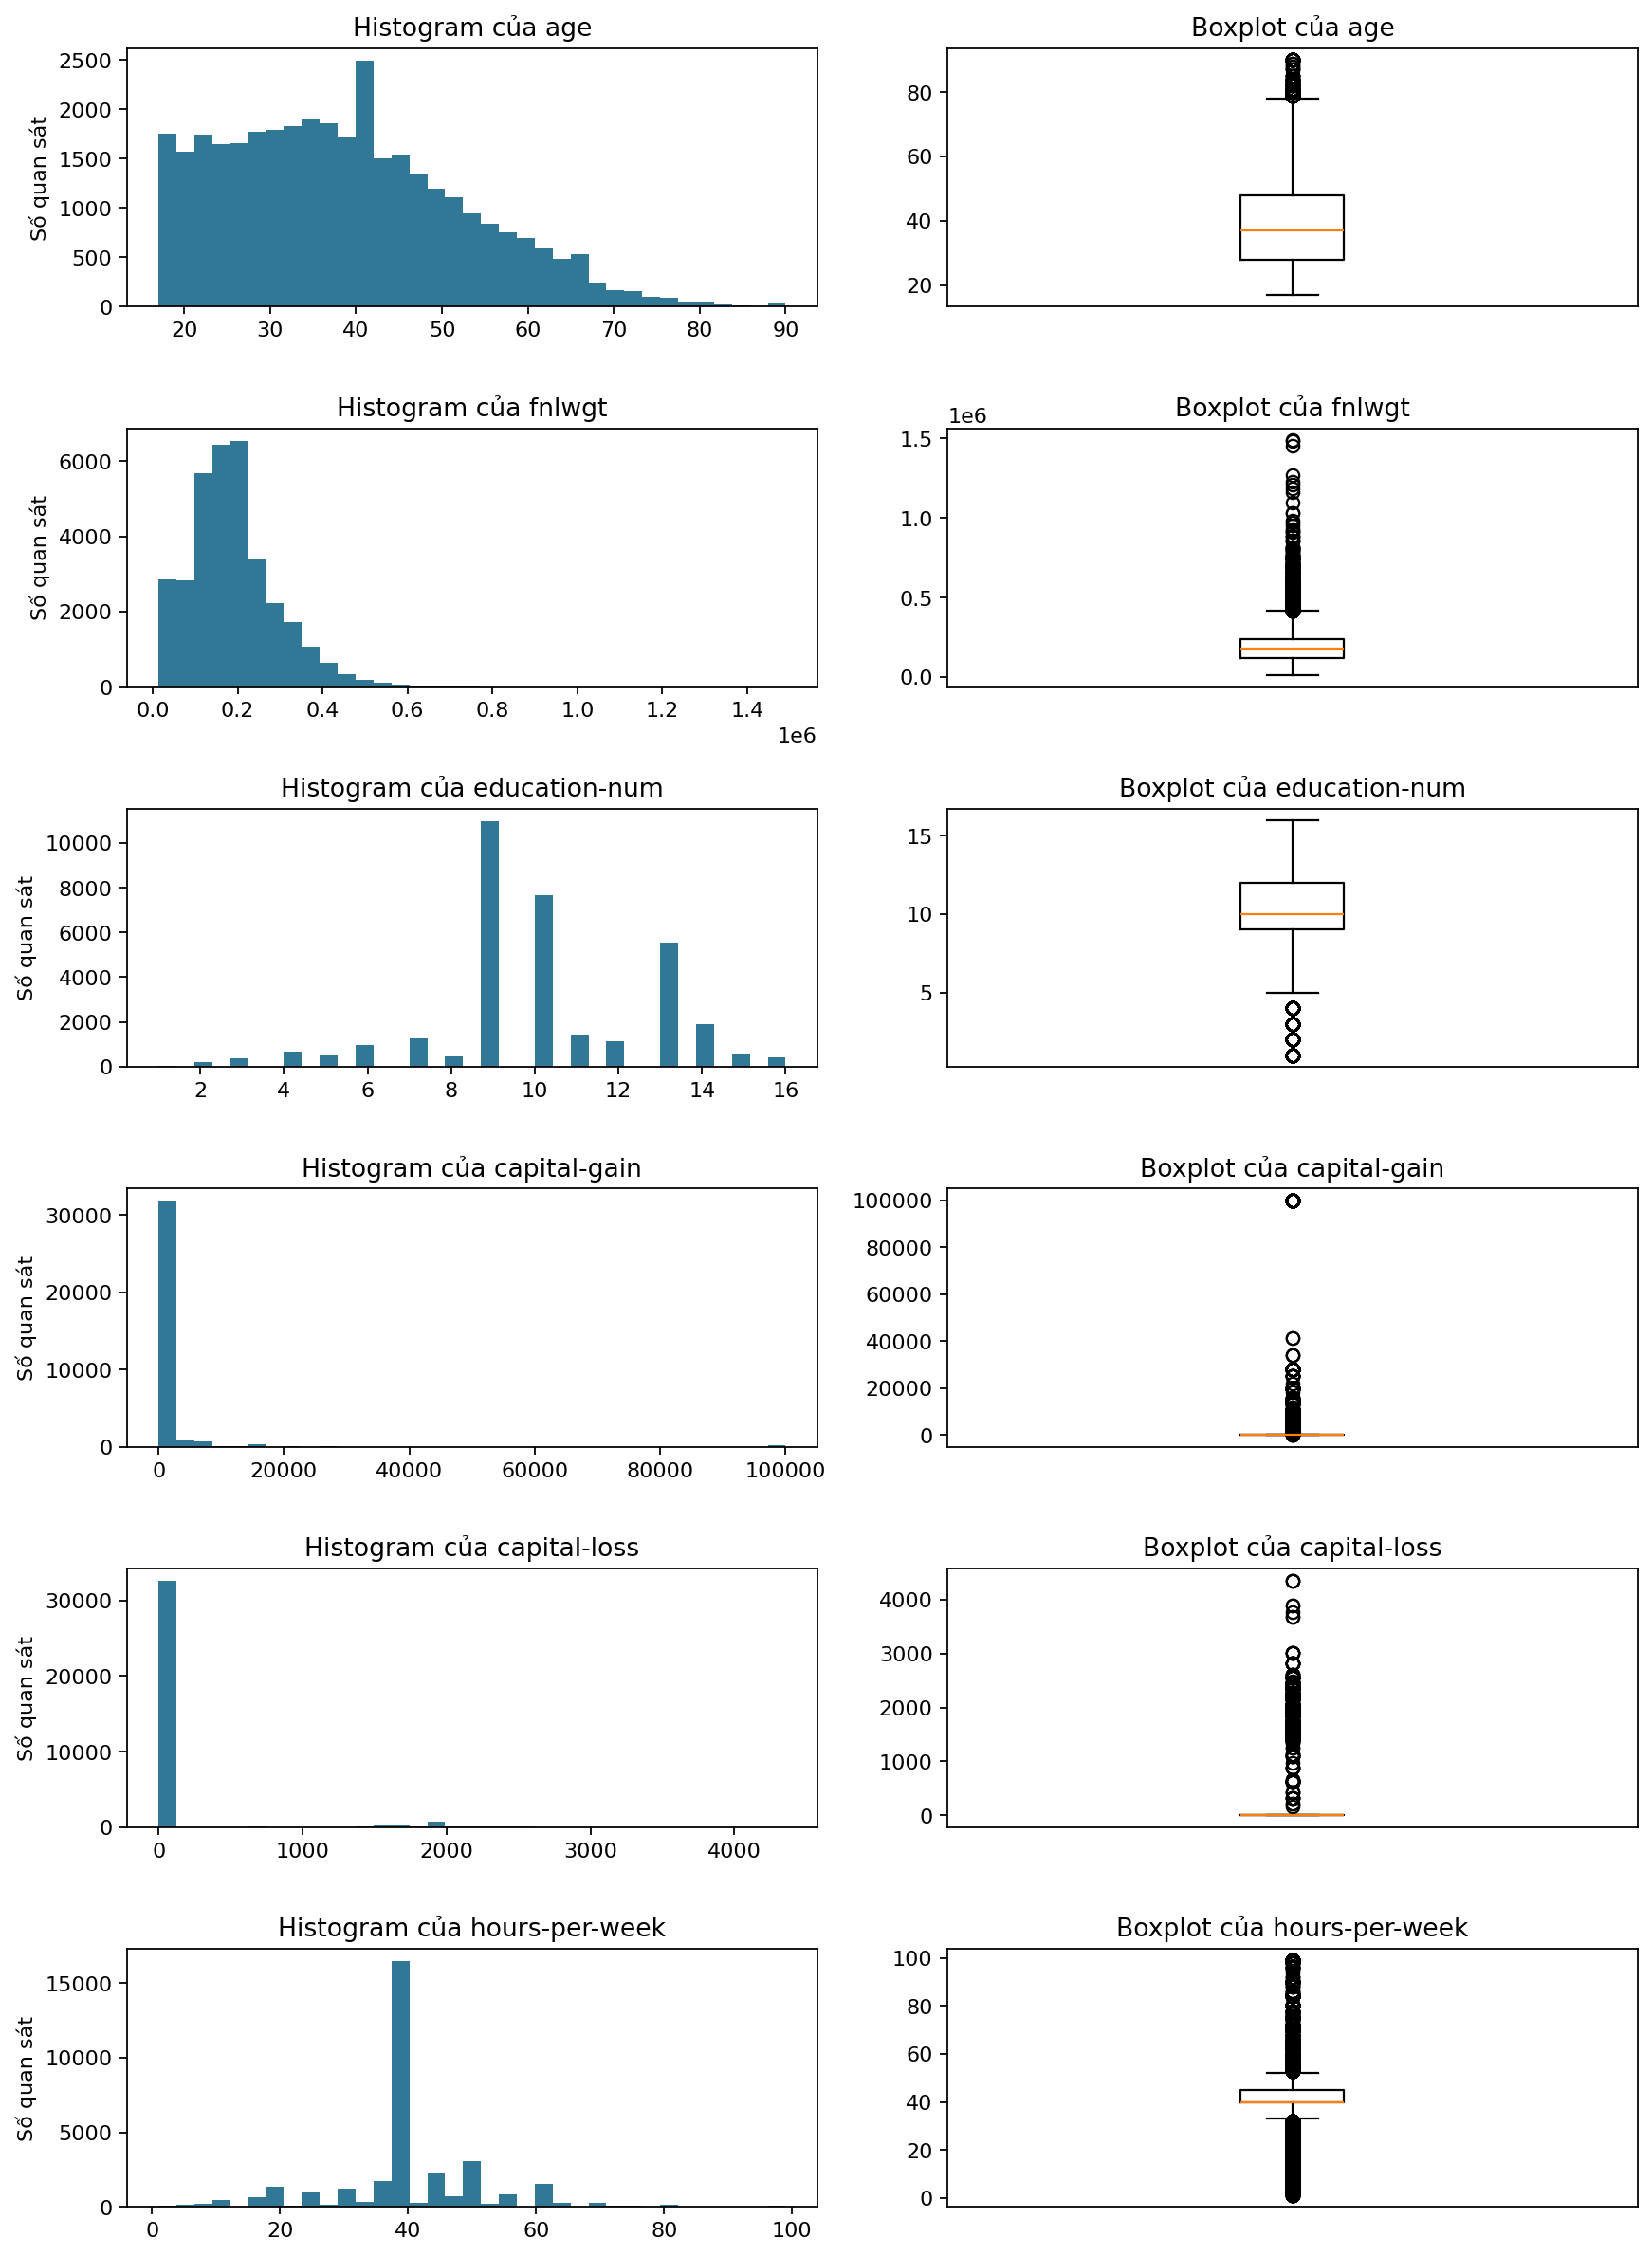 Histogram của age
Boxplot của age
Số quan sát
2500
2000
1500
1000
500
0
20 30 40 50 60 70 80 90
80
60
40
20
Histogram của fnlwgt
Boxplot của fnlwgt
Số quan sát
6000
4000
2000
0
0.0 0.2 0.4 0.6 0.8 1.0 1.2 1.4
1e6
1e6
1.5
1.0
0.5
0.0
Histogram của education-num
Boxplot của education-num
Số quan sát
10000
8000
6000
4000
2000
0
2 4 6 8 10 12 14 16
15
10
5
Histogram của capital-gain
Boxplot của capital-gain
Số quan sát
30000
20000
10000
0
0 20000 40000 60000 80000 100000
100000
80000
60000
40000
20000
0
Histogram của capital-loss
Boxplot của capital-loss
Số quan sát
30000
20000
10000
0
0 1000 2000 3000 4000
4000
3000
2000
1000
0
Histogram của hours-per-week
Boxplot của hours-per-week
Số quan sát
15000
10000
5000
0
0 20 40 60 80 100
100
80
60
40
20
0